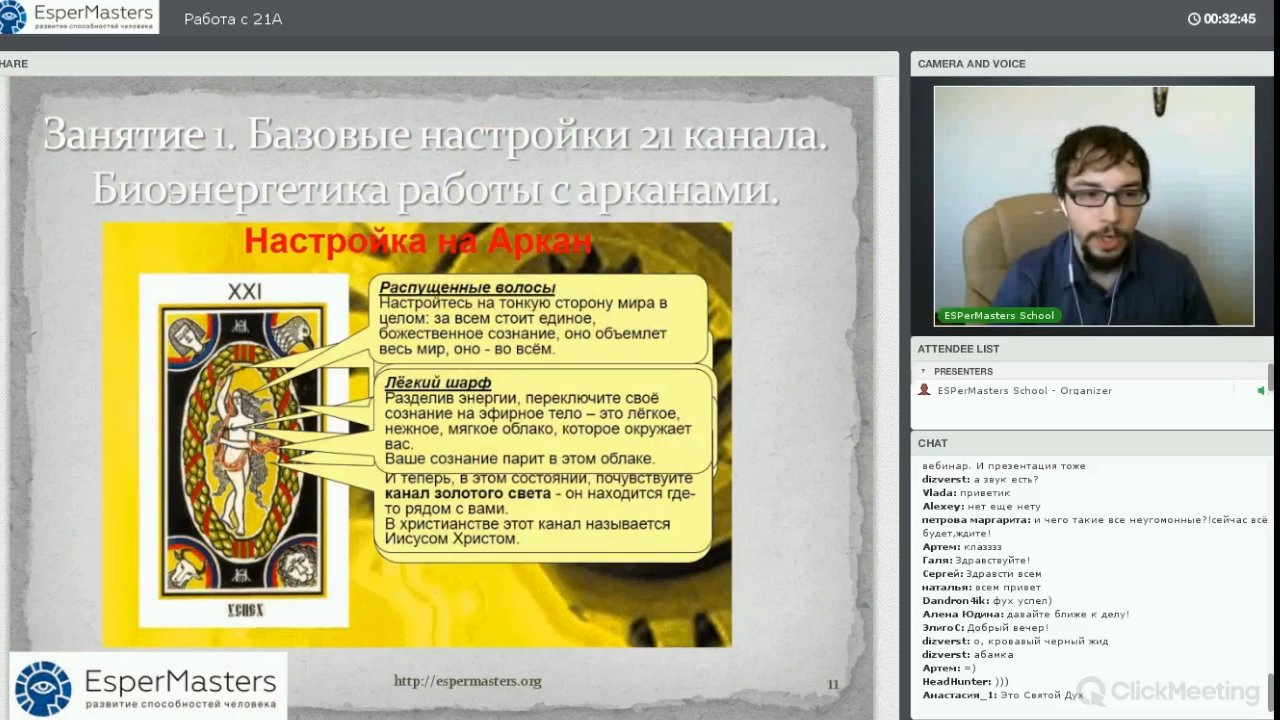 EsperMasters
развитие способностей человека
Работа с 21А
00:32:45
HARE
Занятие 1. Базовые настройки 21 канала.
Биоэнергетика работы с арканами.
Настройка на Аркан
XXI
Распущенные волосы
Настройтесь на тонкую сторону мира в
целом: за всем стоит единое,
божественное сознание, оно объемлет
весь мир, оно - во всём.
Лёгкий шарф
Разделив энергии, переключите своё
сознание на эфирное тело – это лёгкое,
нежное, мягкое облако, которое окружает
вас.
Ваше сознание парит в этом облаке.
И теперь, в этом состоянии, почувствуйте
канал золотого света - он находится где-
то рядом с вами.
В христианстве этот канал называется
Иисусом Христом.
УСПЕХ
EsperMasters
развитие способностей человека
http://espermasters.org
11
CAMERA AND VOICE
ESPerMasters School
ATTENDEE LIST
PRESENTERS
ESPerMasters School - Organizer
CHAT
вебинар. И презентация тоже
dizverst: а звук есть?
Vlada: приветик
Alexey: нет еще нету
петрова маргарита: и чего такие все неугомонные?!сейчас всё
будет,ждите!
Артем: клазззз
Галя: Здравствуйте!
Сергей: Здравсти всем
наталья: всем привет
Dandron4ik: фух успел)
Алена Юдина: давайте ближе к делу!
ЭлигоС: Добрый вечер!
dizverst: о, кровавый черный жид
dizverst: абамка
Артем: =)
HeadHunter: )))
Анастасия_1: Это Святой Дух
ClickMeeting